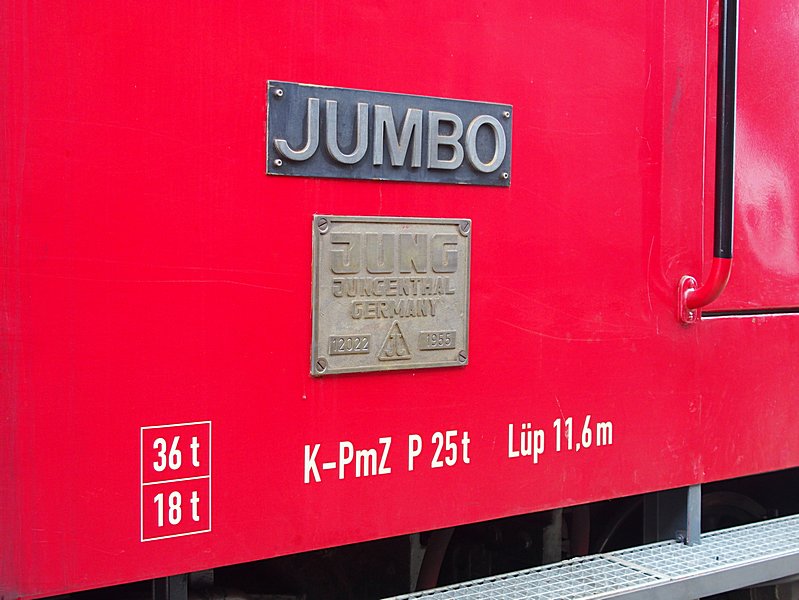 JUMBO
JUNG
JUNGENTHAL
GERMANY
12022 1955
36 t
18 t
K-PmZ P 25t Lüp 11,6m